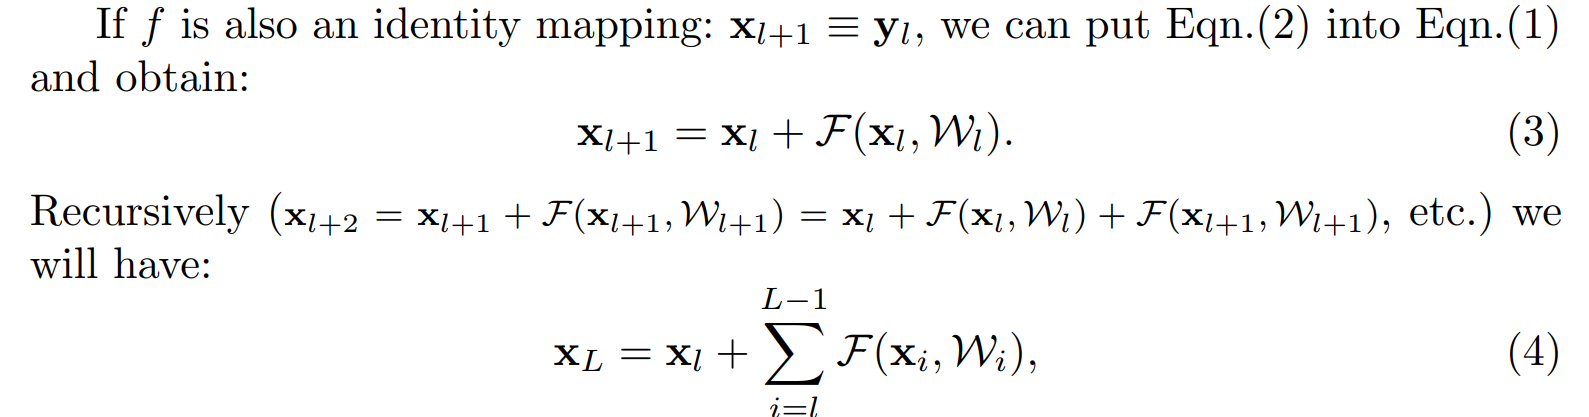 If f is also an identity mapping: x_{l+1} ≡ y_l, we can put Eqn.(2) into Eqn.(1)
and obtain:
x_{l+1} = x_l + F(x_l, W_l). (3)
Recursively (x_{l+2} = x_{l+1} + F(x_{l+1}, W_{l+1}) = x_l + F(x_l, W_l) + F(x_{l+1}, W_{l+1}), etc.) we
will have:
x_L = x_l + ∑_{i=l}^{L−1} F(x_i, W_i), (4)